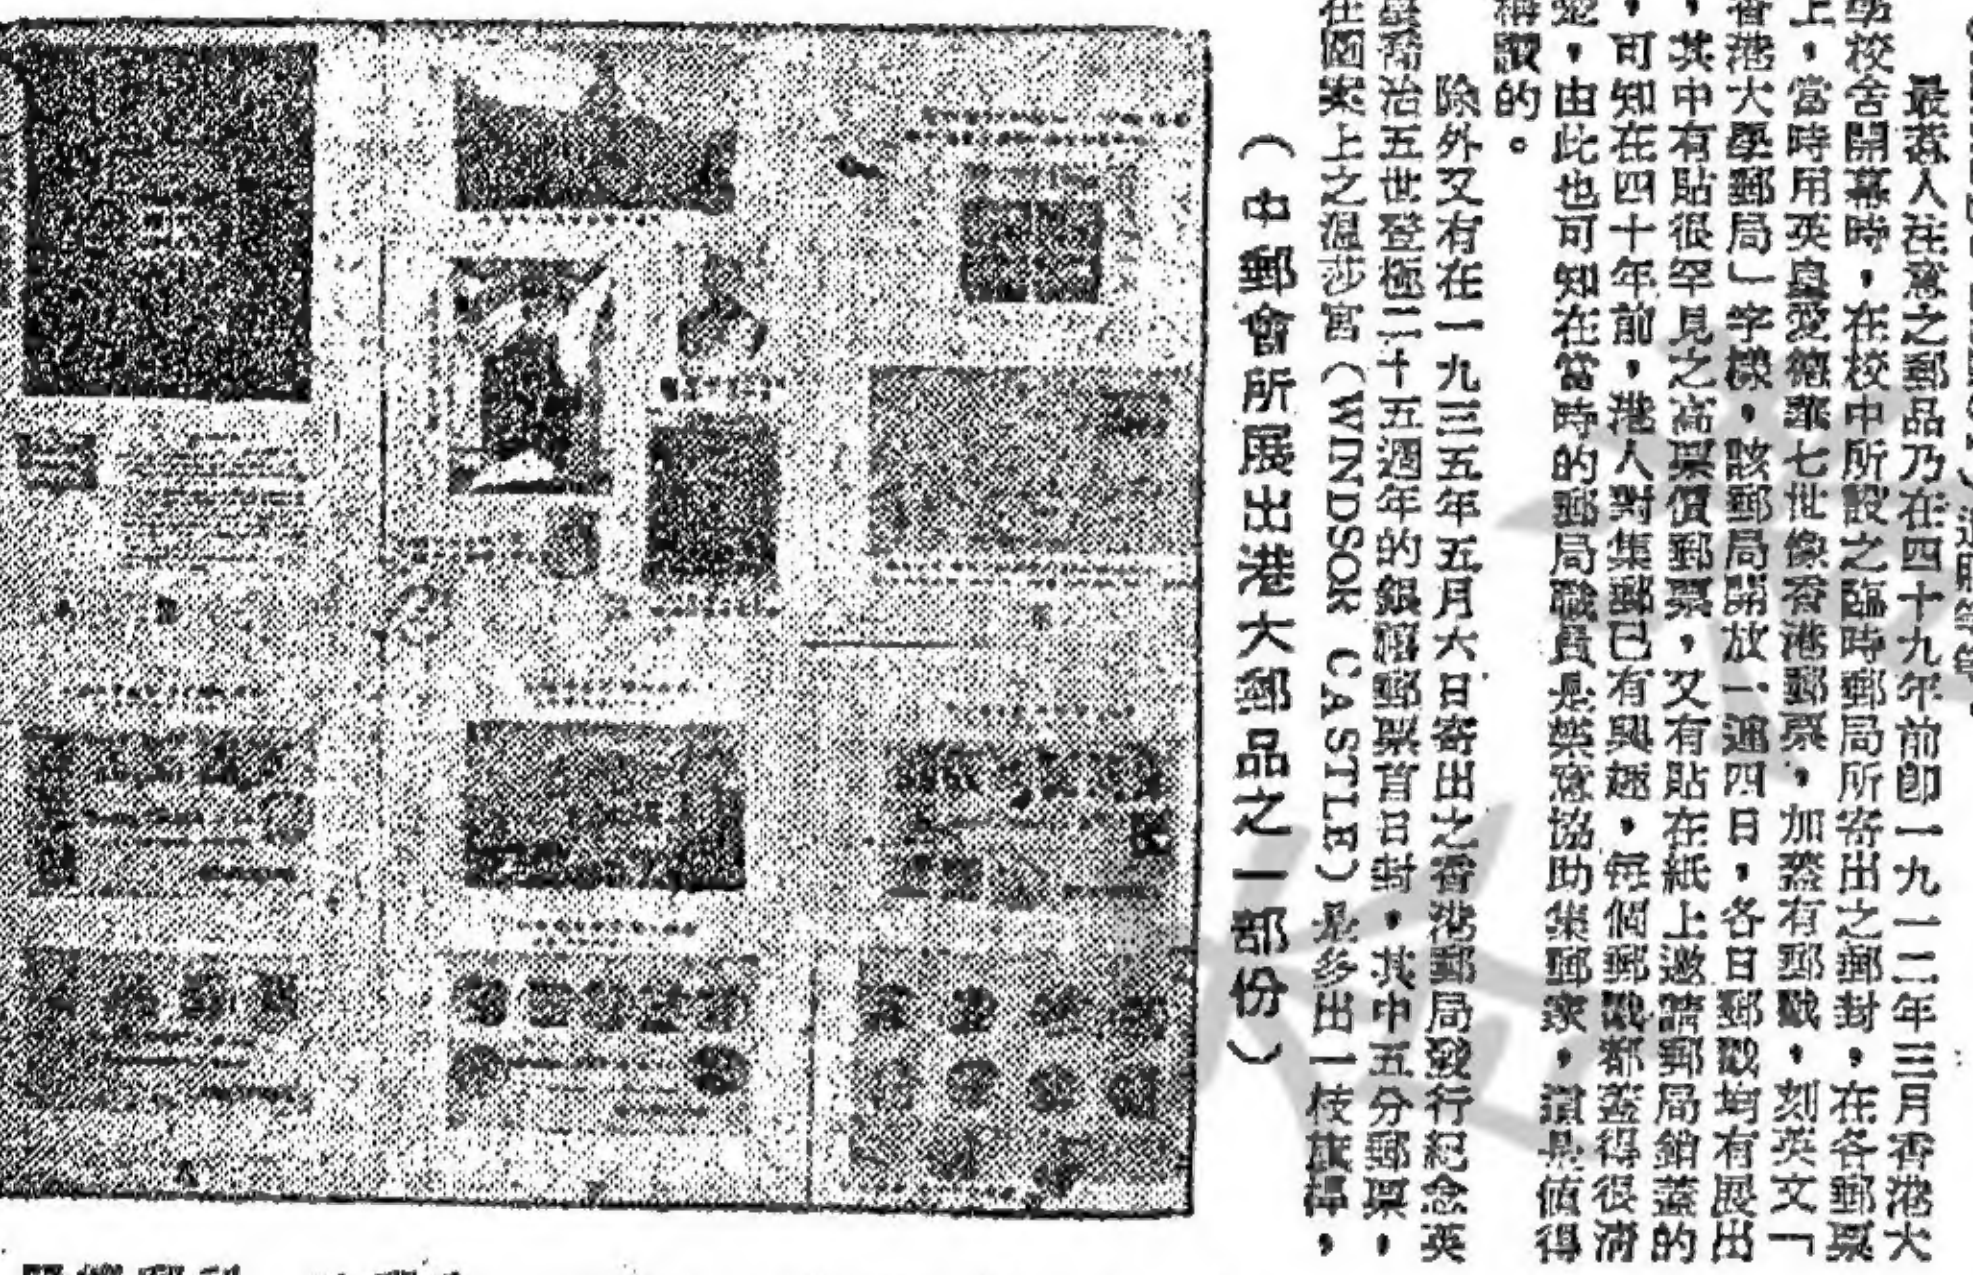 最惹人注意之郵品乃在四十九年前卽一九一二年三月香港大
學校舍開幕時，在校中所設之臨時郵局所寄出之郵封，在各郵票
上，當時用英皇愛德華七世像香港郵票，加蓋有郵戳，刻英文「
香港大學郵局」字樣，該郵局開放一連四日，各日郵戳均有展出
，其中有貼很罕見之高票價郵票，又有貼在紙上邀請郵局銷蓋的
，可知在四十年前，港人對集郵已有興趣，每個郵戳都蓋得很清
楚，由此也可知在當時的郵局職員是樂意協助集郵家，這是值得
稱讚的。
除外又有在一九三五年五月六日寄出之香港郵局發行紀念英
皇喬治五世登極二十五週年的銀禧郵票首日封，其中五分郵票，
在圖案上之溫莎宮（WINDSOR CASTLE）是多出一枝旗桿，
（中郵會所展出港大郵品之一部份）